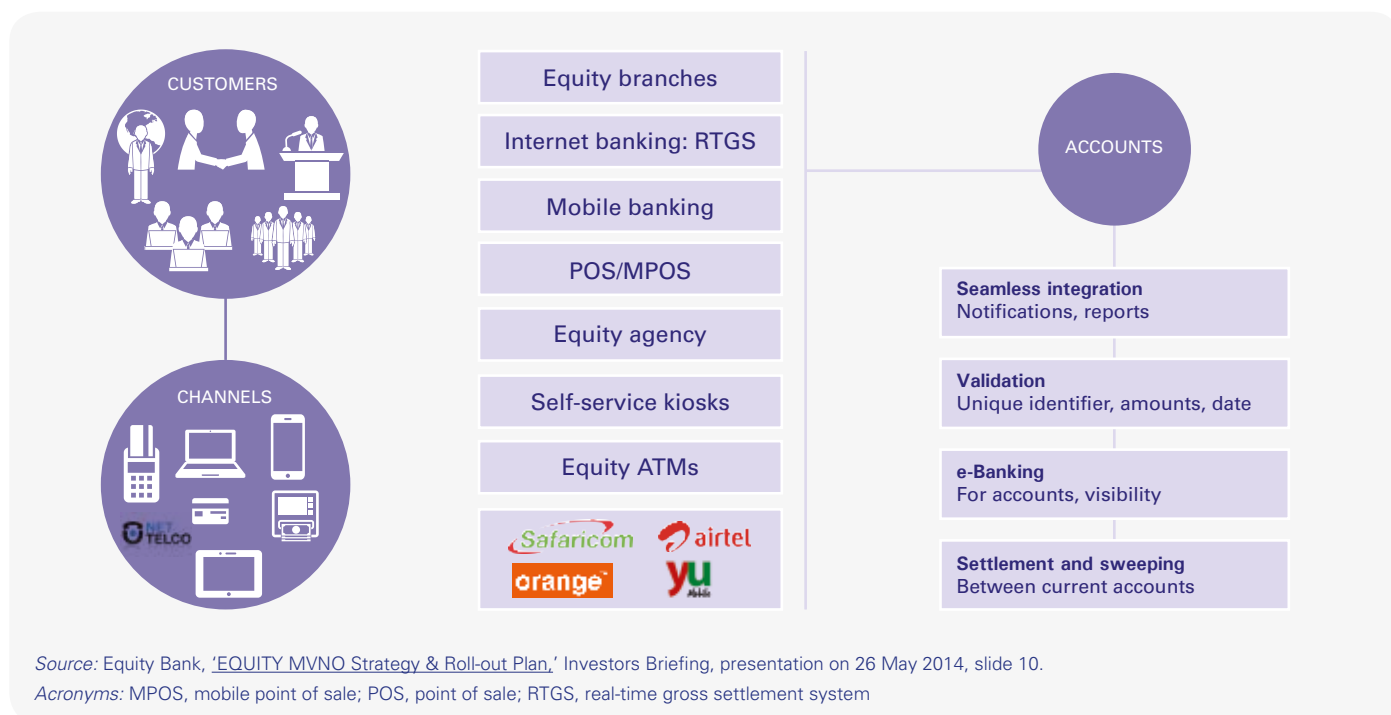 CUSTOMERS
CHANNELS
NET
TELCO
Equity branches
Internet banking: RTGS
Mobile banking
POS/MPOS
Equity agency
Self-service kiosks
Equity ATMs
Safaricom
airtel
orange™
yu
Mobile
ACCOUNTS
Seamless integration
Notifications, reports
Validation
Unique identifier, amounts, date
e-Banking
For accounts, visibility
Settlement and sweeping
Between current accounts
Source: Equity Bank, ‘EQUITY MVNO Strategy & Roll-out Plan,’ Investors Briefing, presentation on 26 May 2014, slide 10.
Acronyms: MPOS, mobile point of sale; POS, point of sale; RTGS, real-time gross settlement system